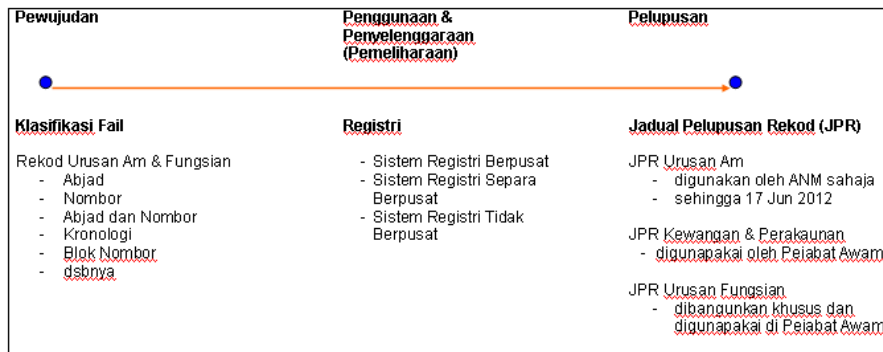 Pewujudan
Penggunaan &
Penyelenggaraan
(Pemeliharaan)
Pelupusan
Klasifikasi Fail
Rekod Urusan Am & Fungsian
- Abjad
- Nombor
- Abjad dan Nombor
- Kronologi
- Blok Nombor
- dsbnya
Registri
- Sistem Registri Berpusat
- Sistem Registri Separa
Berpusat
- Sistem Registri Tidak
Berpusat
Jadual Pelupusan Rekod (JPR)
JPR Urusan Am
- digunakan oleh ANM sahaja
- sehingga 17 Jun 2012
JPR Kewangan & Perakaunan
- digunapakai oleh Pejabat Awam
JPR Urusan Fungsian
- dibangunkan khusus dan
digunapakai di Pejabat Awam